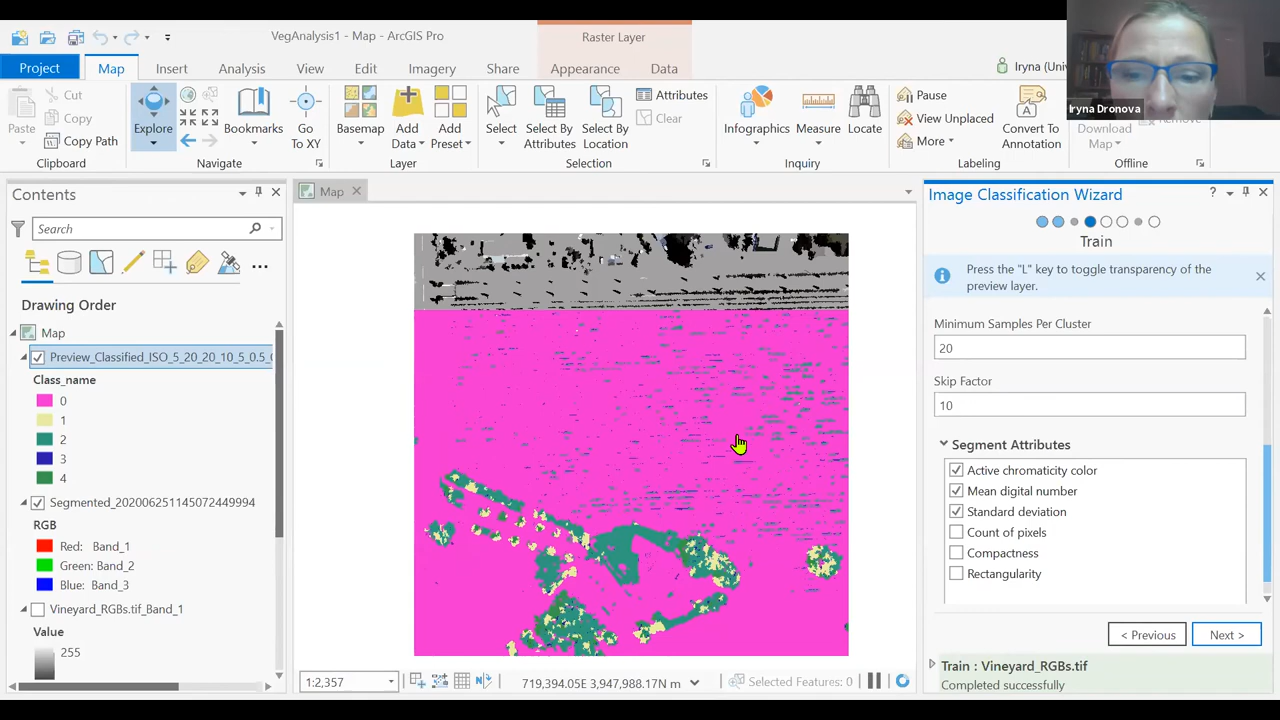 VegAnalysis1 - Map - ArcGIS Pro
Raster Layer
Project
Map
Insert
Analysis
View
Edit
Imagery
Share
Appearance
Data
Iryna (Uni
Iryna Dronova
Paste
Cut
Copy
Copy Path
Clipboard
Explore
Bookmarks
Go To XY
Navigate
Basemap
Add Data
Add Preset
Layer
Select
Select By Attributes
Select By Location
Attributes
Clear
Selection
Infographics
Measure
Locate
Inquiry
Pause
View Unplaced
More
Convert To Annotation
Labeling
Download Map
Remove
Offline
Contents
Search
Drawing Order
Map
Preview_Classified_ISO_5_20_20_10_5_0.5_
Class_name
0
1
2
3
4
Segmented_202006251145072449994
RGB
Red: Band_1
Green: Band_2
Blue: Band_3
Vineyard_RGBs.tif_Band_1
Value
255
Map
1:2,357
719,394.05E 3,947,988.17N m
Selected Features: 0
Image Classification Wizard
?
Train
Press the "L" key to toggle transparency of the
preview layer.
Minimum Samples Per Cluster
20
Skip Factor
10
Segment Attributes
Active chromaticity color
Mean digital number
Standard deviation
Count of pixels
Compactness
Rectangularity
< Previous
Next >
Train : Vineyard_RGBs.tif
Completed successfully